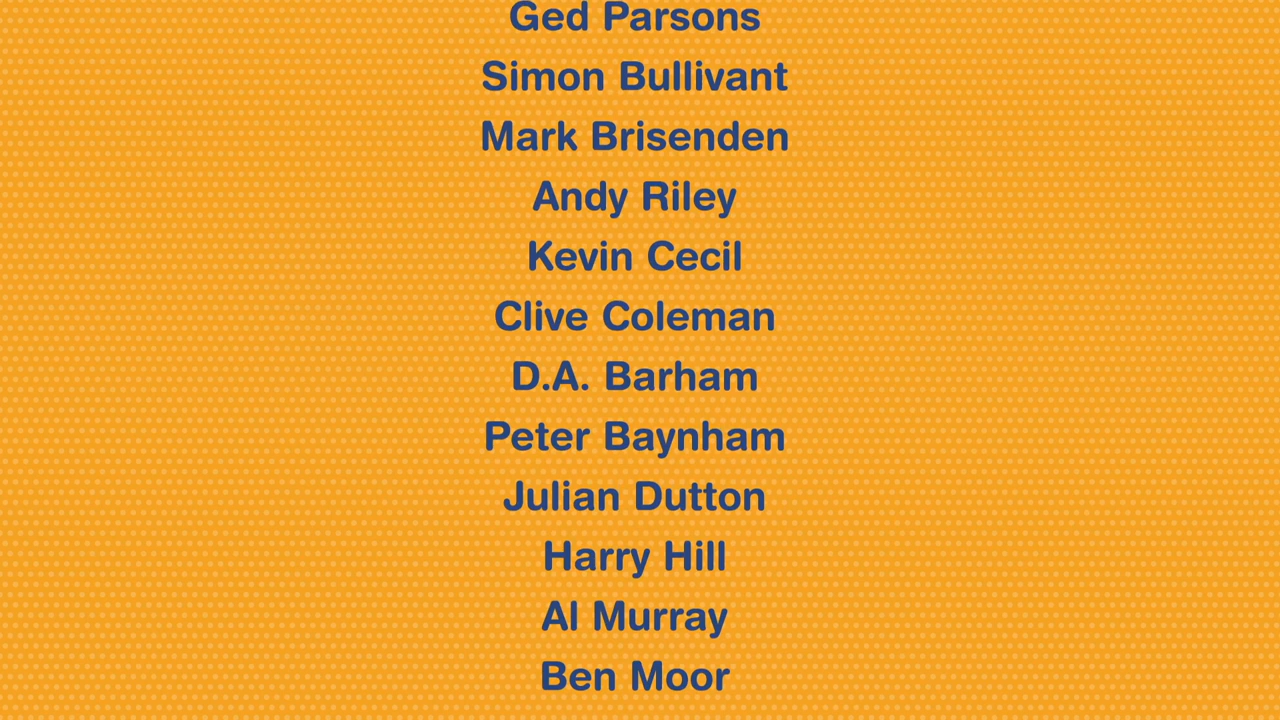 Ged Parsons
Simon Bullivant
Mark Brisenden
Andy Riley
Kevin Cecil
Clive Coleman
D.A. Barham
Peter Baynham
Julian Dutton
Harry Hill
Al Murray
Ben Moor